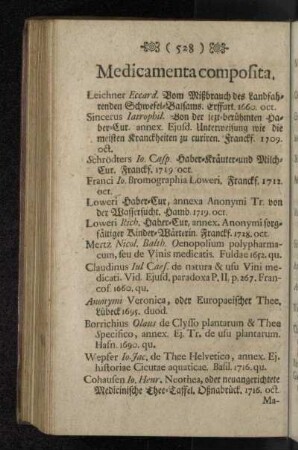 ( 528 )
Medicamenta composita.
Leichner Eccard. Vom Mißbrauch des Landfah-
renden Schwefel-Balsams. Erffurt. 1660. oct.
Sincerus Iatrophil. Von der jetzt-berühmten Ha-
ber-Cur. annex. Ejusd. Unterweisung wie die
meisten Kranckheiten zu curiren. Franckf. 1709.
oct.
Schröders Io. Casp. Haber-Kräuter-und Milch-
Cur. Franckf. 1719. oct.
Franci Io. Bromographia Loweri. Franckf. 1712.
oct.
Loweri Haber-Cur, annexa Anonymi Tr. von
der Wassersucht. Hamb. 1719. oct.
Loweri Rich. Haber-Cur, annex. Anonymi sorg-
fältiger Kinder-Wärterin. Franckf. 1728. oct.
Mertz Nicol. Balth. Oenopolium polypharma-
cum, seu de Vinis medicatis. Fuldae 1652. qu.
Claudinus Iul Caes. de natura & usu Vini me-
dicati. Vid. Ejusd. paradoxa P. II, p. 267. Fran-
cof. 1660. qu.
Anonymi Veronica, oder Europaeischer Thee,
Lübeck 1695. duod.
Borrichius Olaus de Clysso plantarum & Thea
Specifico, annex. Ej. Tr. de usu plantarum.
Hafn. 1690. qu.
Wepfer Io. Jac. de Thee Helvetico, annex. Ej.
historiae Cicutae aquaticae. Basil. 1716. qu.
Cohausen Io. Henr. Neothea, oder neuangerichtete
Medicinische Thee-Taffel. Oßnabrück. 1716. oct.
Ma-